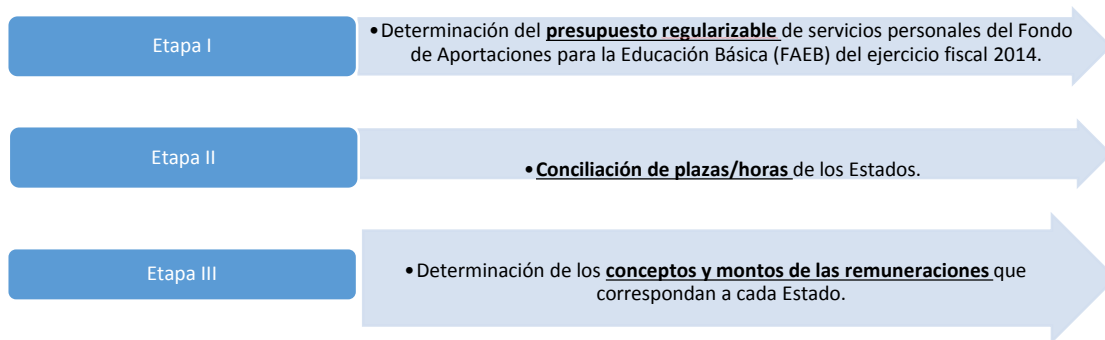 Etapa I
•Determinación del presupuesto regularizable de servicios personales del Fondo
de Aportaciones para la Educación Básica (FAEB) del ejercicio fiscal 2014.
Etapa II
•Conciliación de plazas/horas de los Estados.
Etapa III
•Determinación de los conceptos y montos de las remuneraciones que
correspondan a cada Estado.